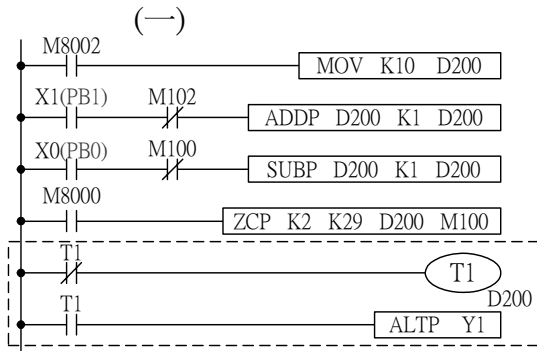 (一)
M8002
MOV K10 D200
X1(PB1) M102
ADDP D200 K1 D200
X0(PB0) M100
SUBP D200 K1 D200
M8000
ZCP K2 K29 D200 M100
T1
T1
D200
T1
ALTP Y1